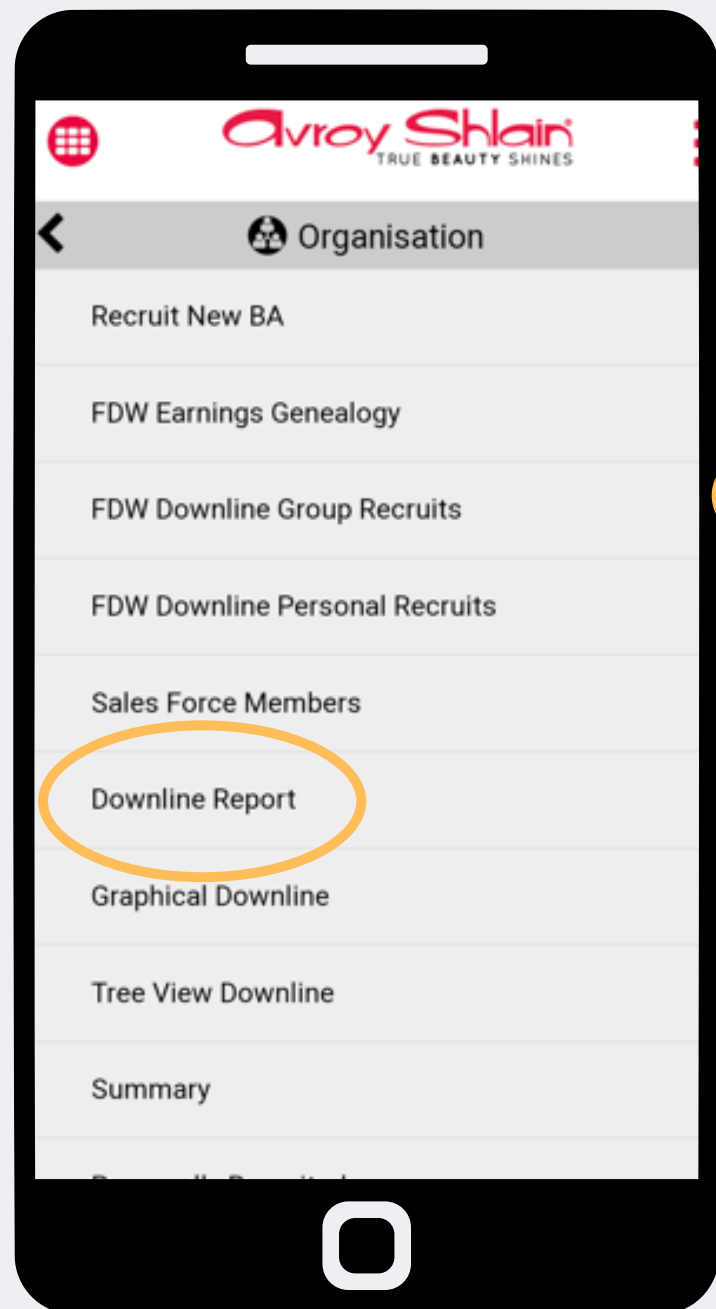 Avroy Shlain
TRUE BEAUTY SHINES
Organisation
Recruit New BA
FDW Earnings Genealogy
FDW Downline Group Recruits
FDW Downline Personal Recruits
Sales Force Members
Downline Report
Graphical Downline
Tree View Downline
Summary